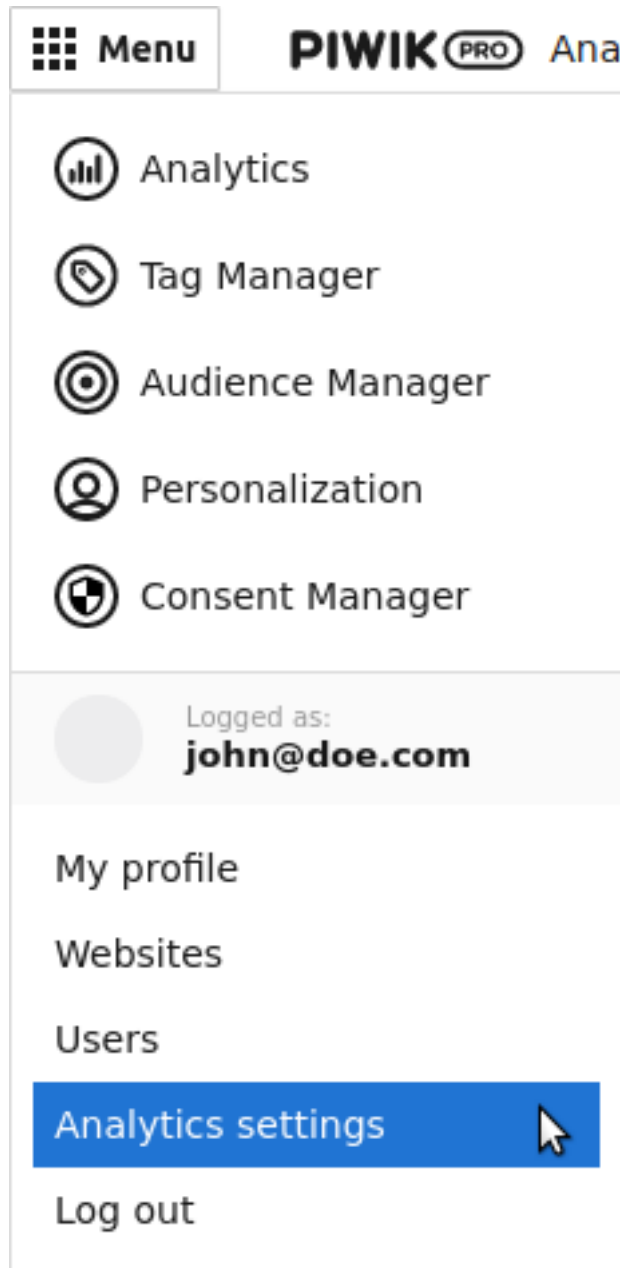 Menu PIWIK PRO Ana
Analytics
Tag Manager
Audience Manager
Personalization
Consent Manager
Logged as:
john@doe.com
My profile
Websites
Users
Analytics settings
Log out